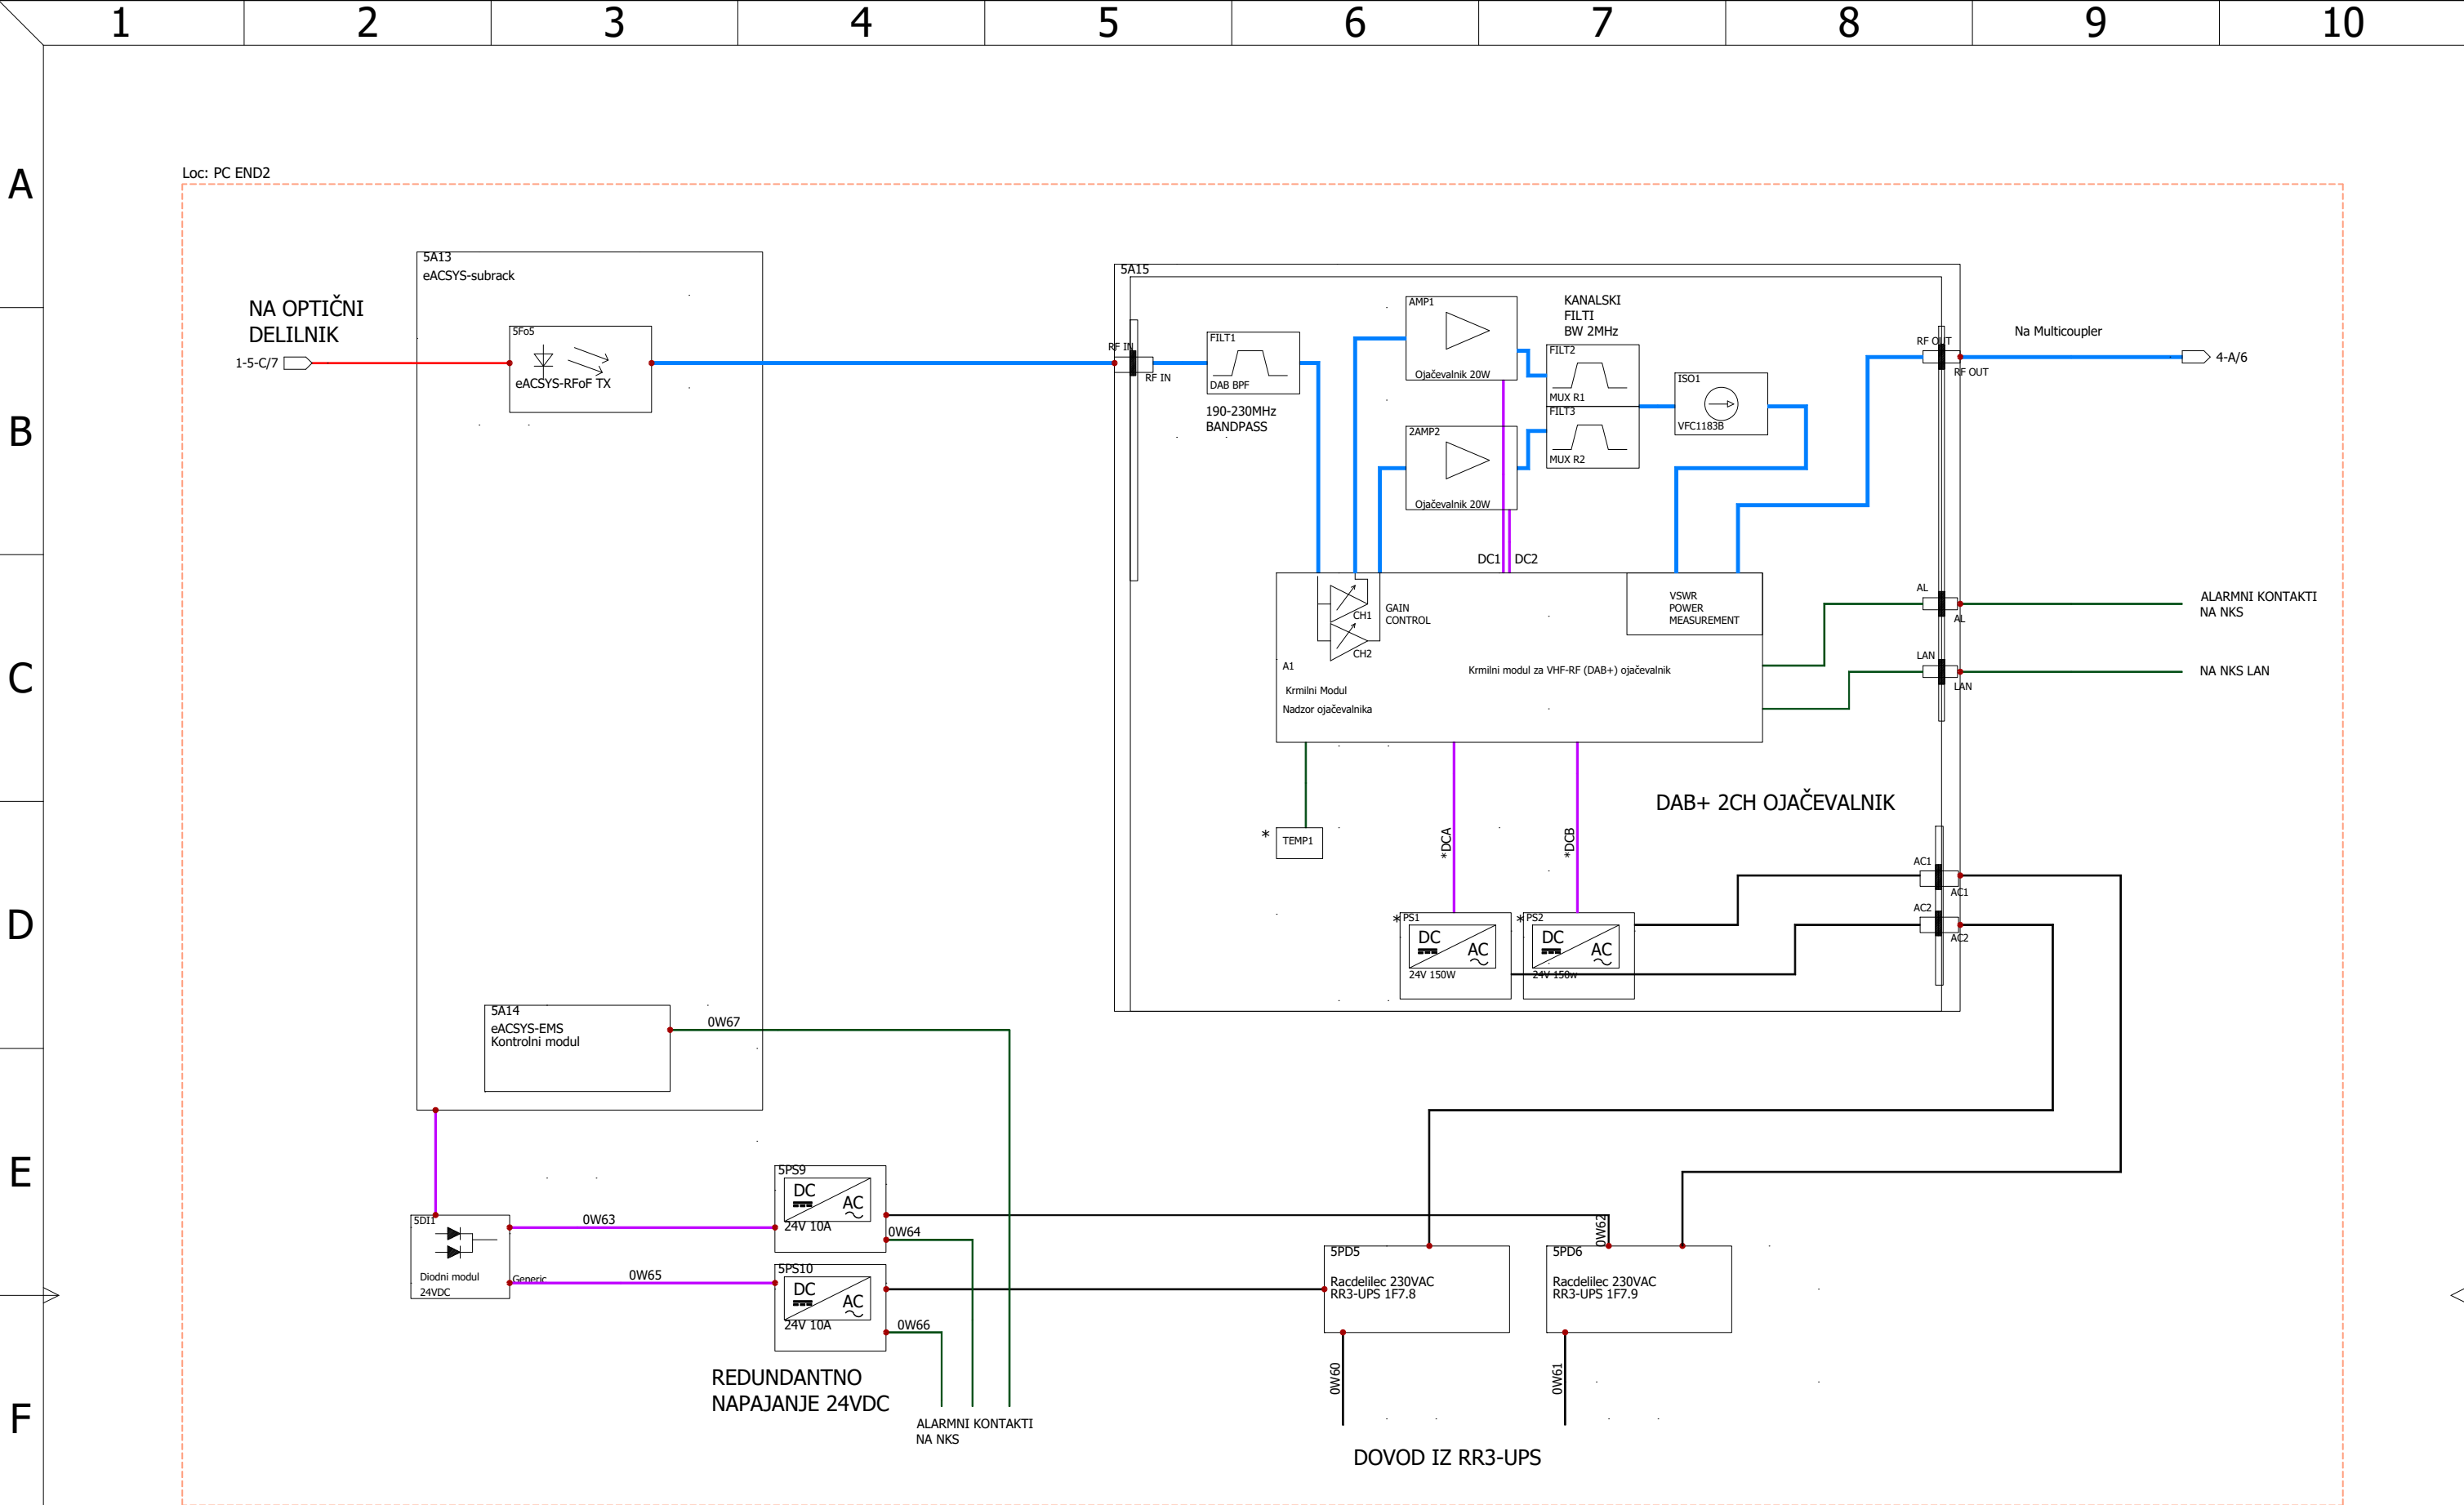 1 2 3 4 5 6 7 8 9 10
A
B
C
D
E
F
Loc: PC END2
NA OPTIČNI
DELILNIK
1-5-C/7
5A13
eACSYS-subrack
5Fo5
eACSYS-RFoF TX
5A14
eACSYS-EMS
Kontrolni modul
0W67
5A15
RF IN
RF IN
FILT1
DAB BPF
190-230MHz
BANDPASS
AMP1
Ojačevalnik 20W
2AMP2
Ojačevalnik 20W
KANALSKI
FILTI
BW 2MHz
FILT2
MUX R1
FILT3
MUX R2
ISO1
VFC1183B
RF OUT
RF OUT
Na Multicoupler
4-A/6
DC1
DC2
CH1
CH2
GAIN
CONTROL
VSWR
POWER
MEASUREMENT
A1
Krmilni Modul
Nadzor ojačevalnika
Krmilni modul za VHF-RF (DAB+) ojačevalnik
AL
AL
ALARMNI KONTAKTI
NA NKS
LAN
LAN
NA NKS LAN
DAB+ 2CH OJAČEVALNIK
*
TEMP1
*DCA
*DCB
AC1
AC1
AC2
AC2
*
PS1
DC
AC
24V 150W
*
PS2
DC
AC
24V 150w
5DI1
Diodni modul
24VDC
Generic
0W63
0W65
5PS9
DC
AC
24V 10A
0W64
5PS10
DC
AC
24V 10A
0W66
0W62
5PD5
Racdelilec 230VAC
RR3-UPS 1F7.8
5PD6
Racdelilec 230VAC
RR3-UPS 1F7.9
0W60
0W61
REDUNDANTNO
NAPAJANJE 24VDC
ALARMNI KONTAKTI
NA NKS
DOVOD IZ RR3-UPS